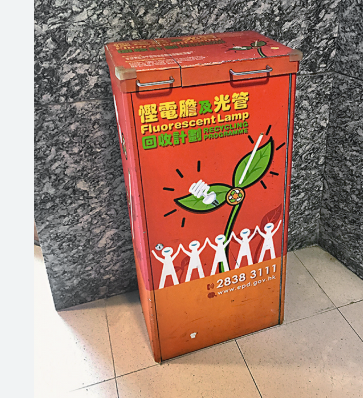 慳電膽及光管
Fluorescent Lamp
回收計劃 RECYCLING
PROGRAMME
2838 3111
www.epd.gov.hk